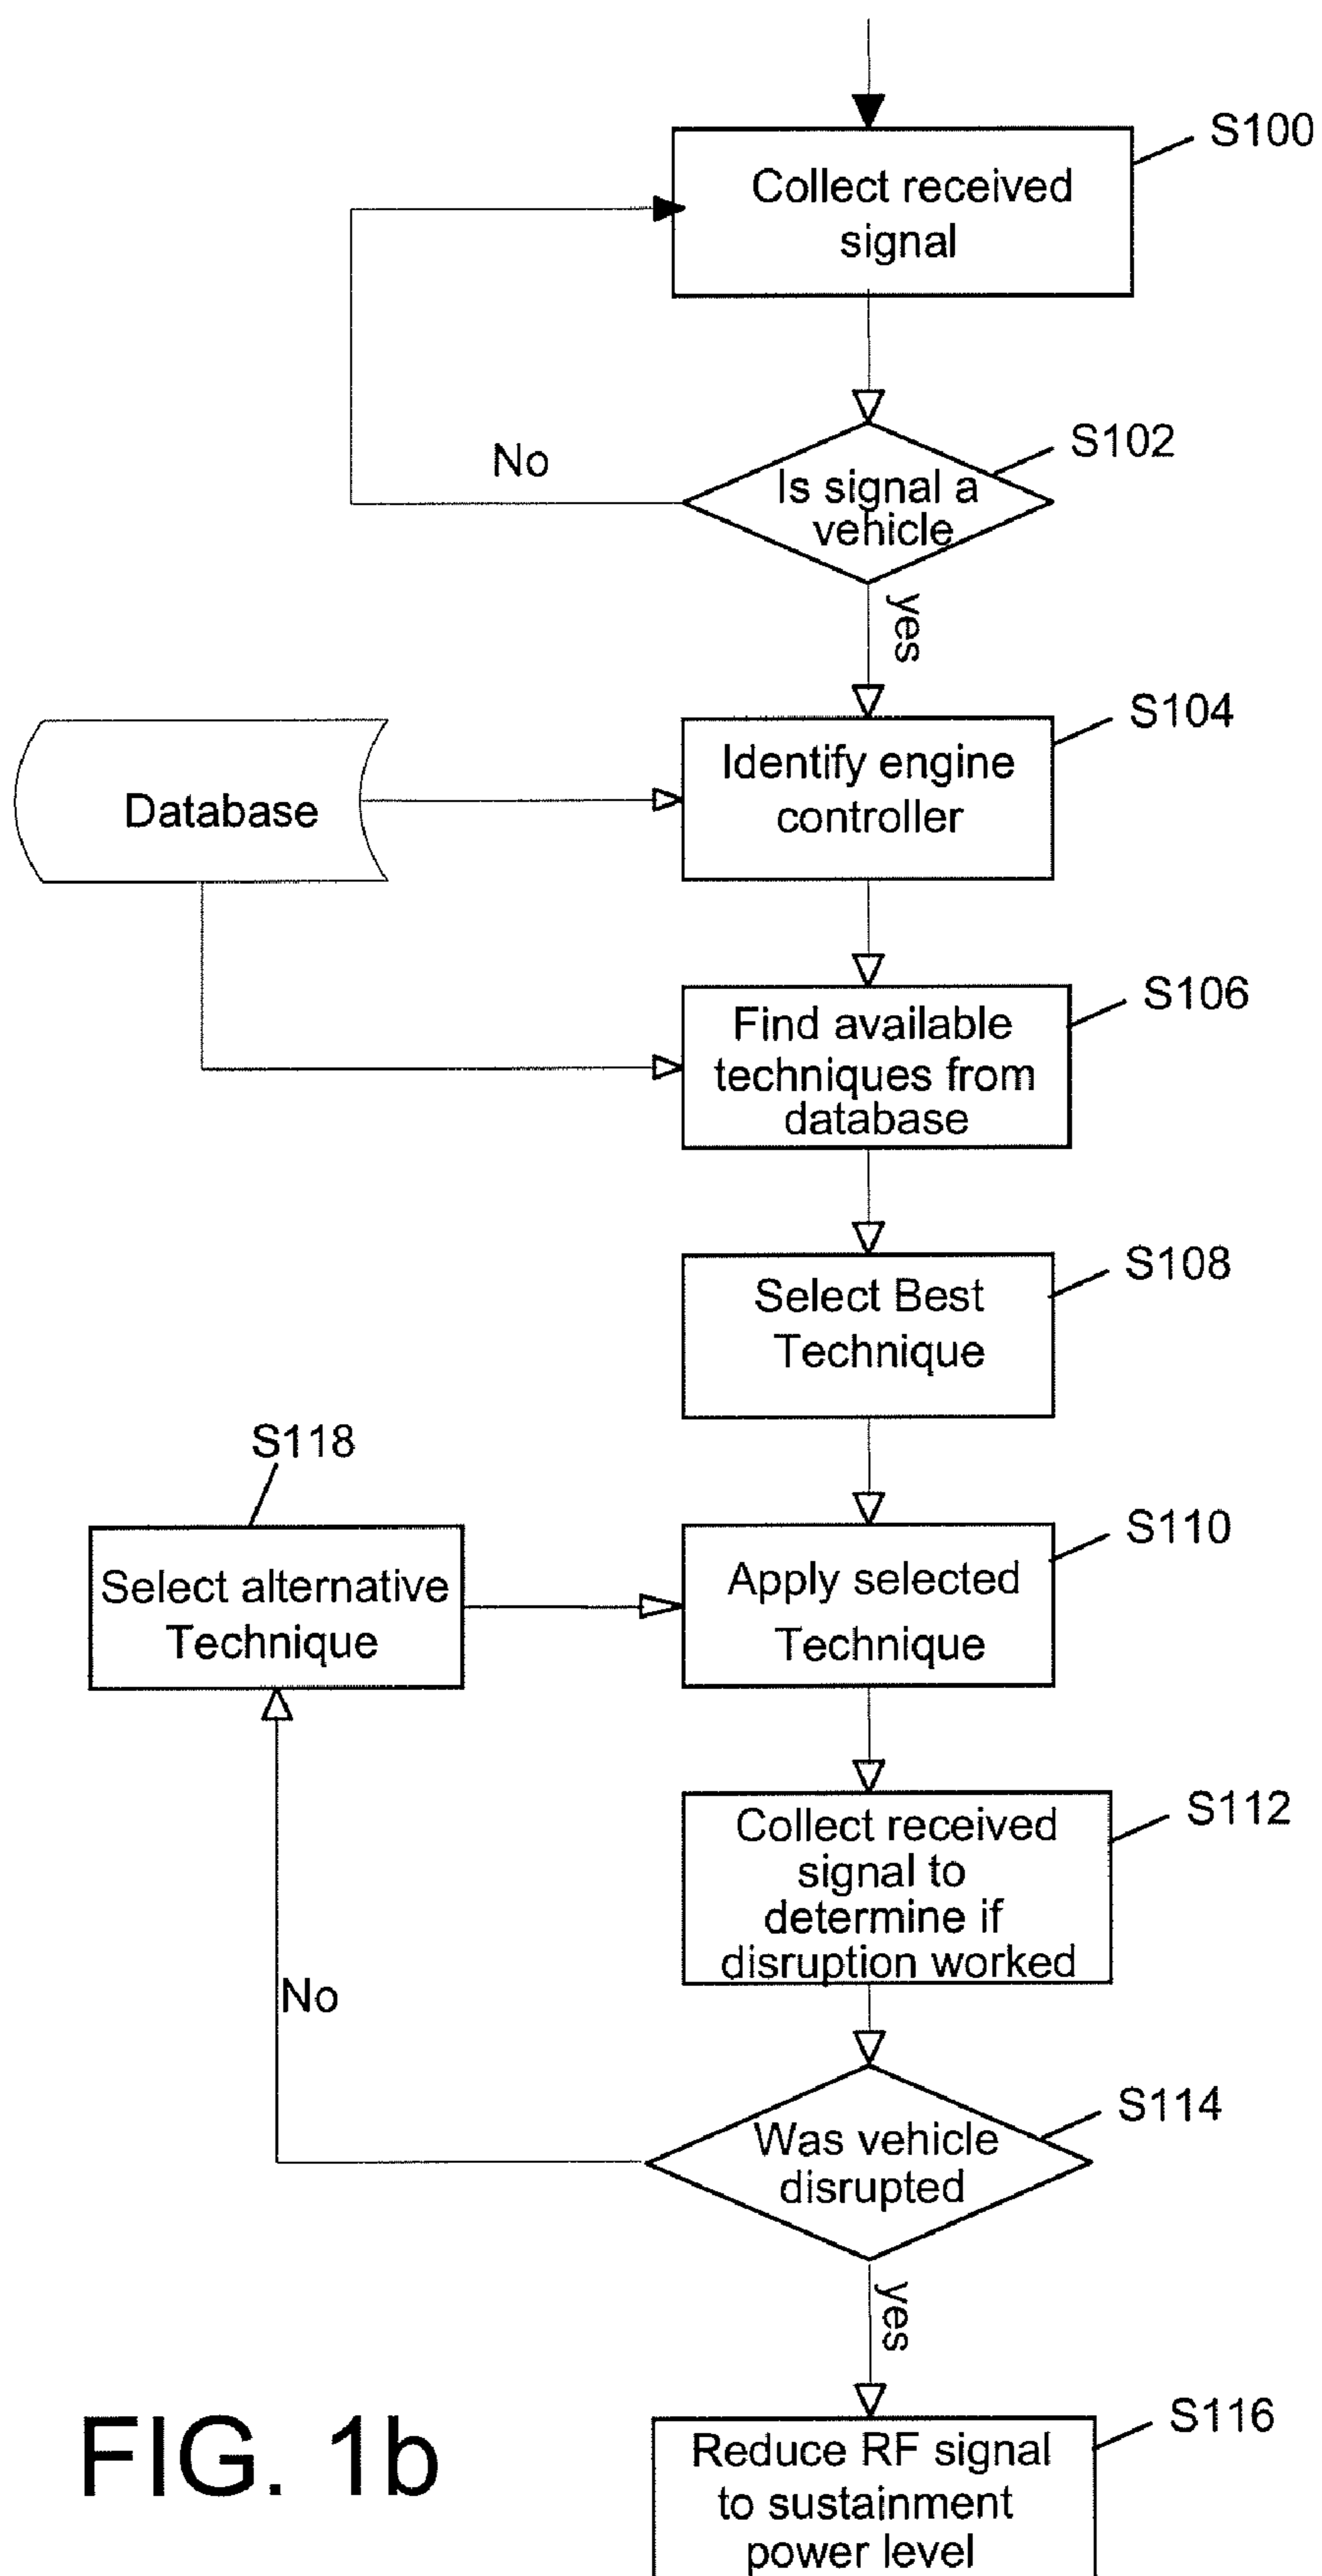 S100
Collect received
signal
S102
No
Is signal a
vehicle
yes
S104
Identify engine
controller
Database
S106
Find available
techniques from
database
S108
Select Best
Technique
S118
S110
Select alternative
Technique
Apply selected
Technique
S112
Collect received
signal to
determine if
disruption worked
No
S114
Was vehicle
disrupted
yes
S116
Reduce RF signal
to sustainment
power level
FIG. 1b